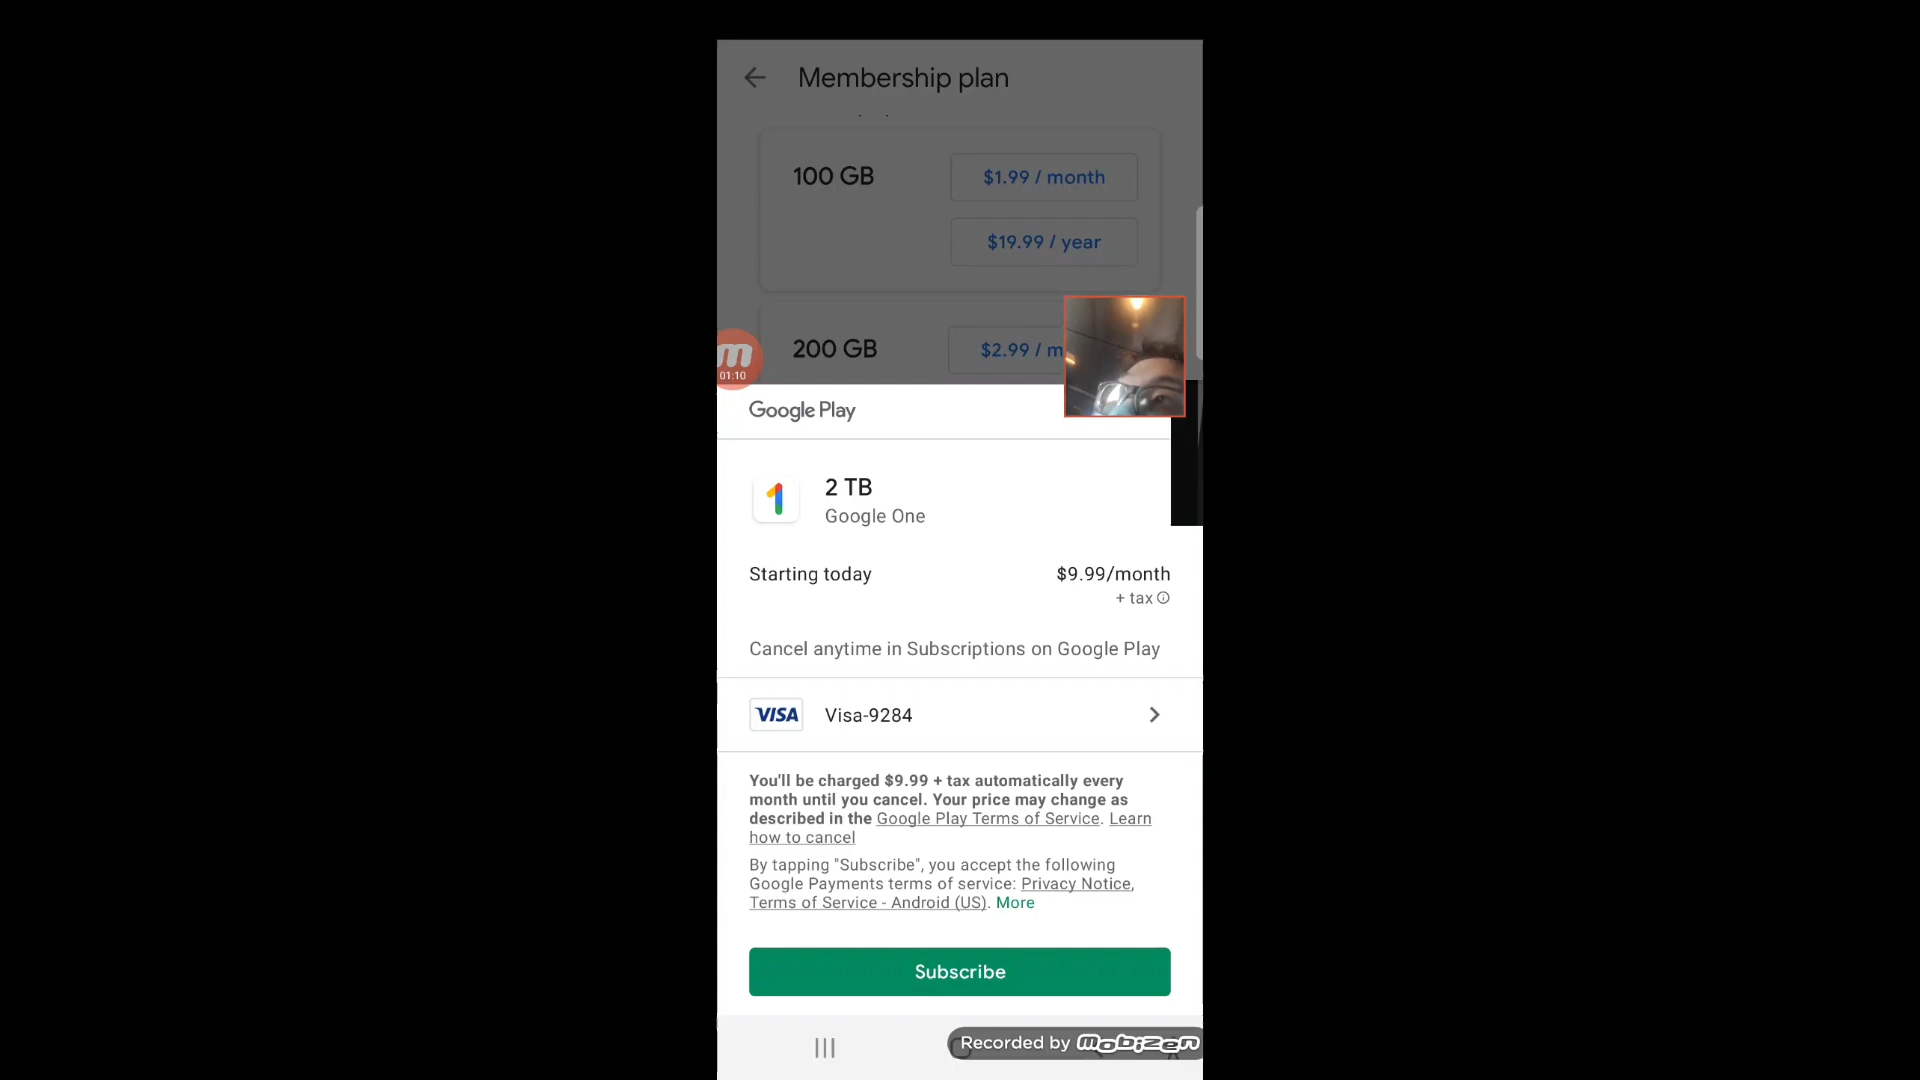 Membership plan
100 GB
$1.99 / month
$19.99 / year
200 GB
$2.99 / m
m
01:10
Google Play
1
2 TB
Google One
Starting today
$9.99/month
+ tax
Cancel anytime in Subscriptions on Google Play
VISA
Visa-9284
You'll be charged $9.99 + tax automatically every
month until you cancel. Your price may change as
described in the Google Play Terms of Service. Learn
how to cancel
By tapping "Subscribe", you accept the following
Google Payments terms of service: Privacy Notice,
Terms of Service - Android (US). More
Subscribe
Recorded by mobizen